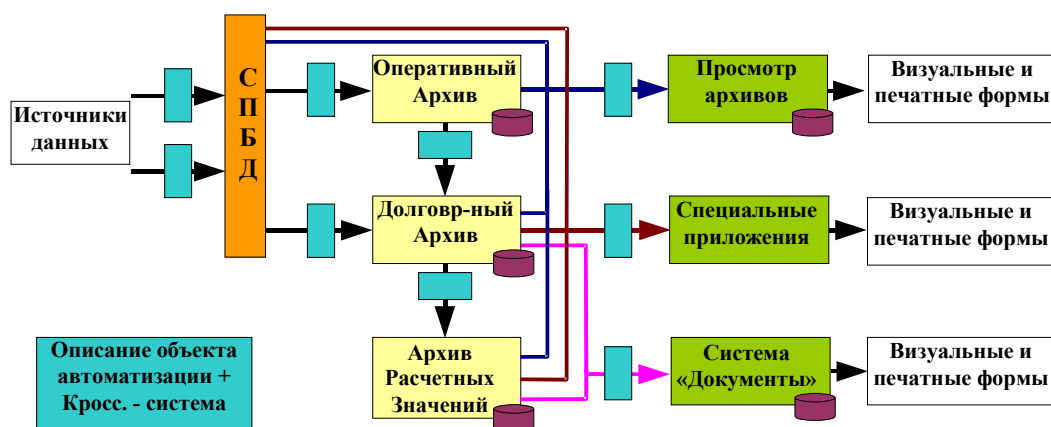 Источники
данных
С
П
Б
Д
Оперативный
Архив
Просмотр
архивов
Визуальные и
печатные формы
Долговр-ный
Архив
Специальные
приложения
Визуальные и
печатные формы
Описание объекта
автоматизации +
Кросс. - система
Архив
Расчетных
Значений
Система
«Документы»
Визуальные и
печатные формы